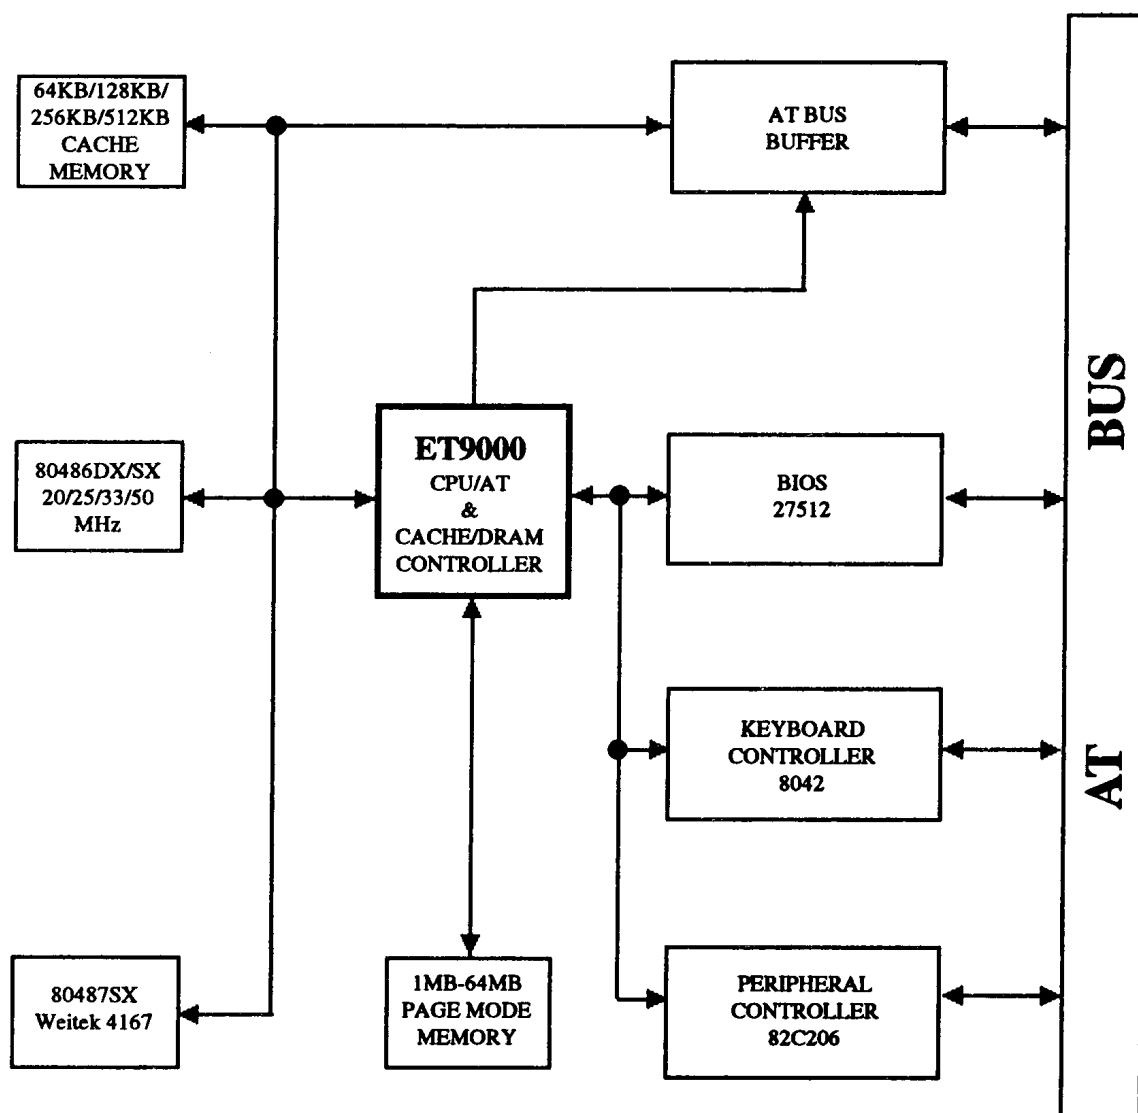 64KB/128KB/
256KB/512KB
CACHE
MEMORY
AT BUS
BUFFER
80486DX/SX
20/25/33/50
MHz
ET9000
CPU/AT
&
CACHE/DRAM
CONTROLLER
BIOS
27512
KEYBOARD
CONTROLLER
8042
80487SX
Weitek 4167
1MB-64MB
PAGE MODE
MEMORY
PERIPHERAL
CONTROLLER
82C206
AT BUS